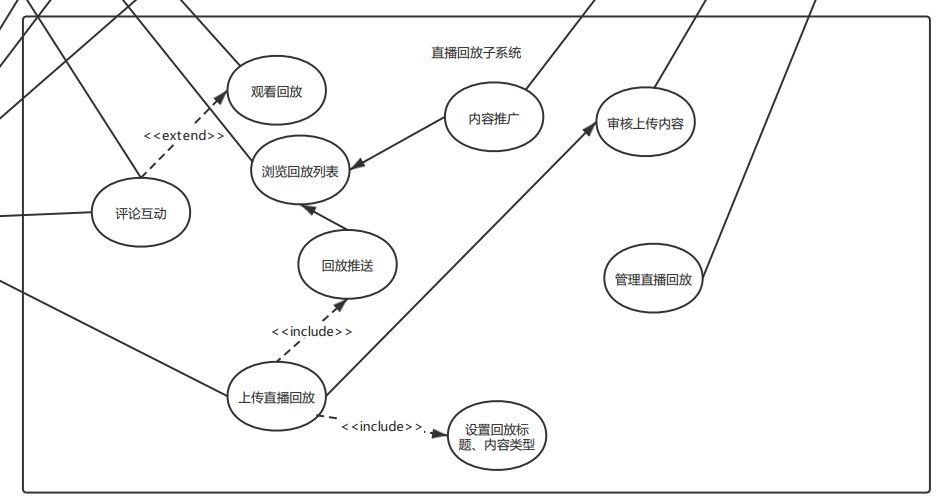 直播回放子系统
观看回放
内容推广
审核上传内容
<<extend>>
浏览回放列表
评论互动
回放推送
管理直播回放
<<include>>
上传直播回放
<<include>>
设置回放标
题、内容类型